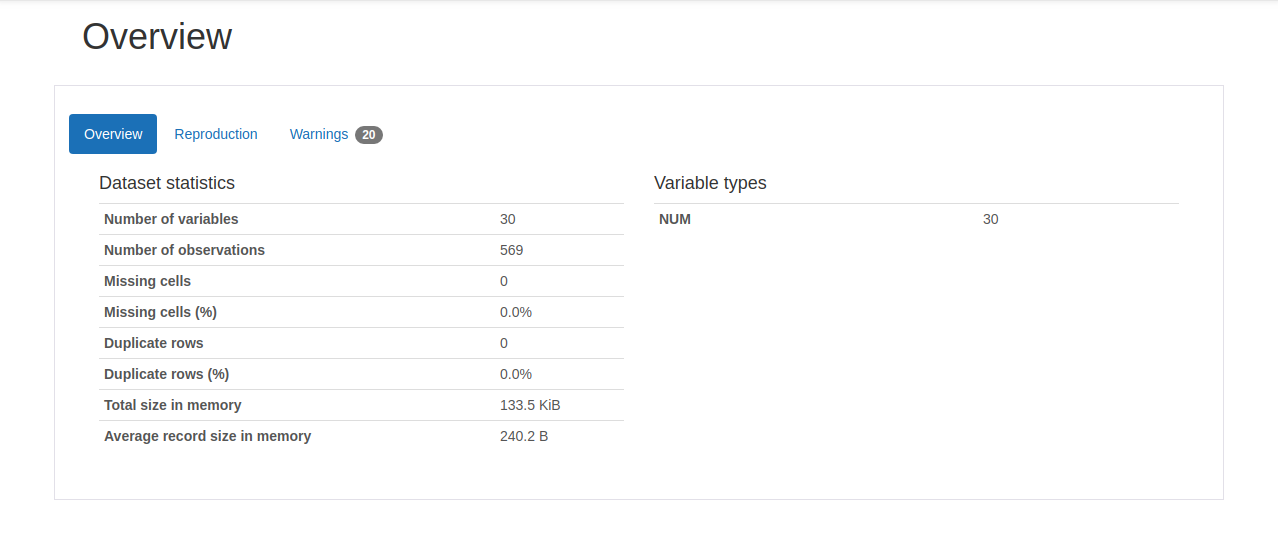 Overview
Overview Reproduction Warnings 20
Dataset statistics
Number of variables 30
Number of observations 569
Missing cells 0
Missing cells (%) 0.0%
Duplicate rows 0
Duplicate rows (%) 0.0%
Total size in memory 133.5 KiB
Average record size in memory 240.2 B
Variable types
NUM 30